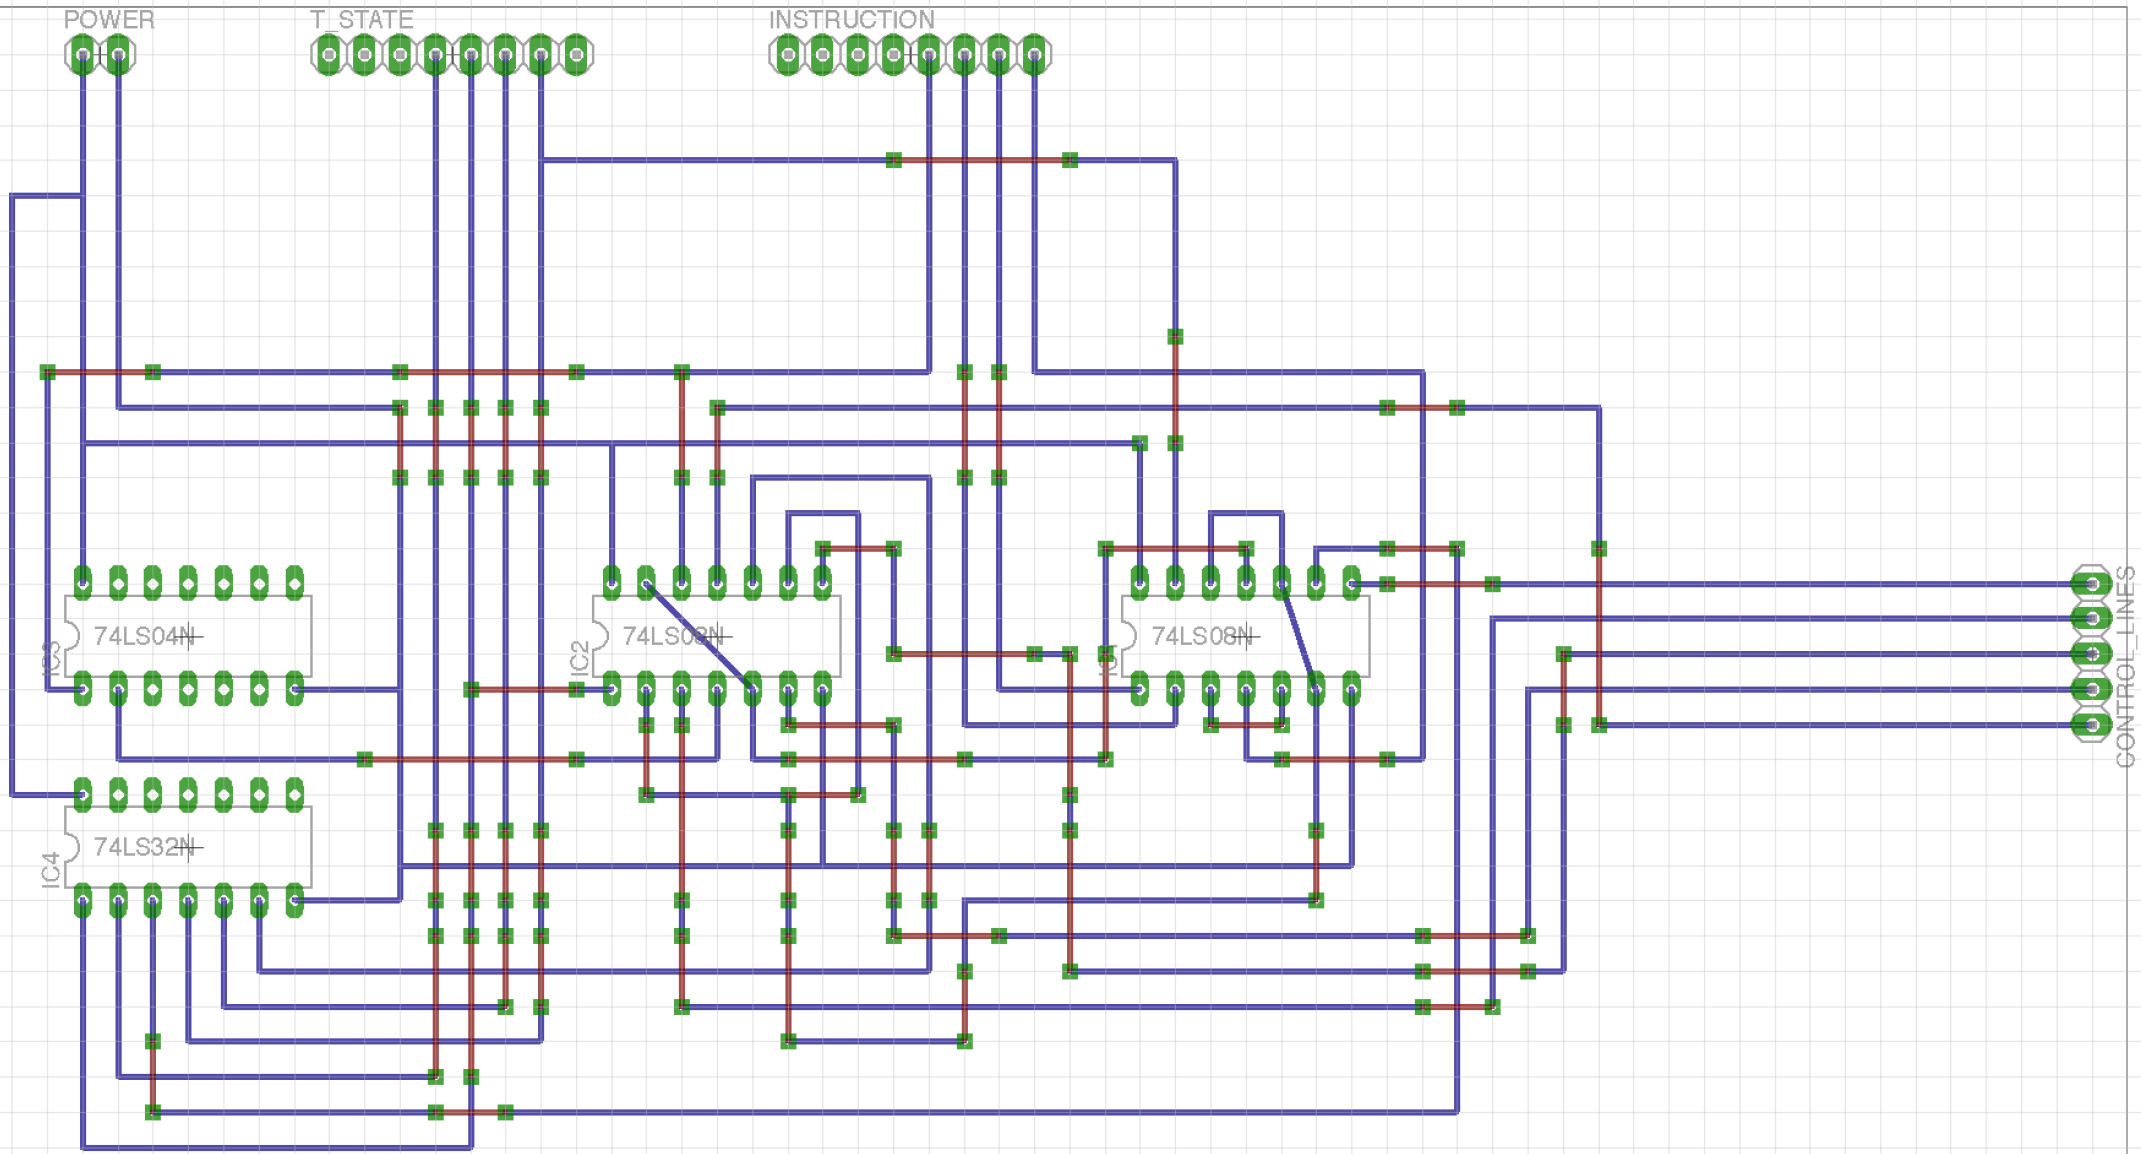 POWER
T_STATE
INSTRUCTION
74LS04N
IC3
74LS08N
IC2
74LS08N
CONTROL_LINES
74LS32N
IC4